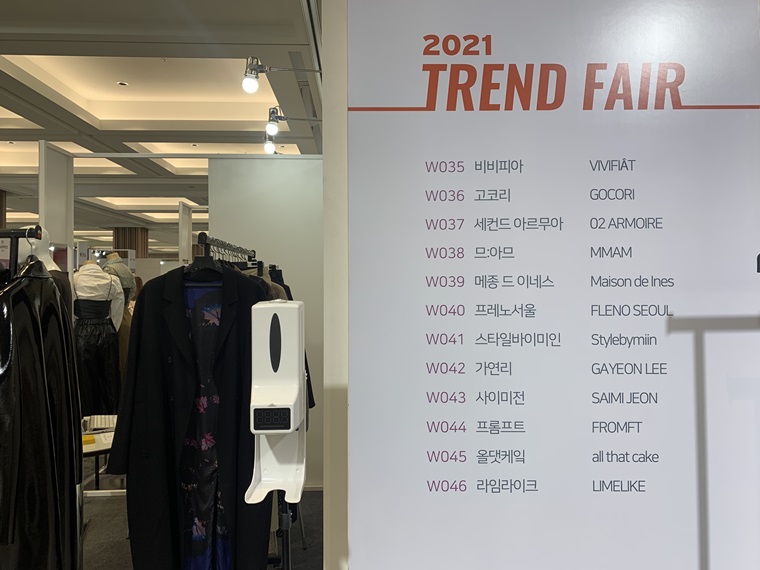 2021
TREND FAIR
W035 비비피아 VIVIFIÂT
W036 고코리 GOCORI
W037 세컨드 아르무아 02 ARMOIRE
W038 므:아므 MMAM
W039 메종 드 이네스 Maison de Ines
W040 프레노서울 FLENO SEOUL
W041 스타일바이미인 Stylebymiin
W042 가연리 GAYEON LEE
W043 사이미전 SAIMI JEON
W044 프롬프트 FROMFT
W045 올댓케잌 all that cake
W046 라임라이크 LIMELIKE